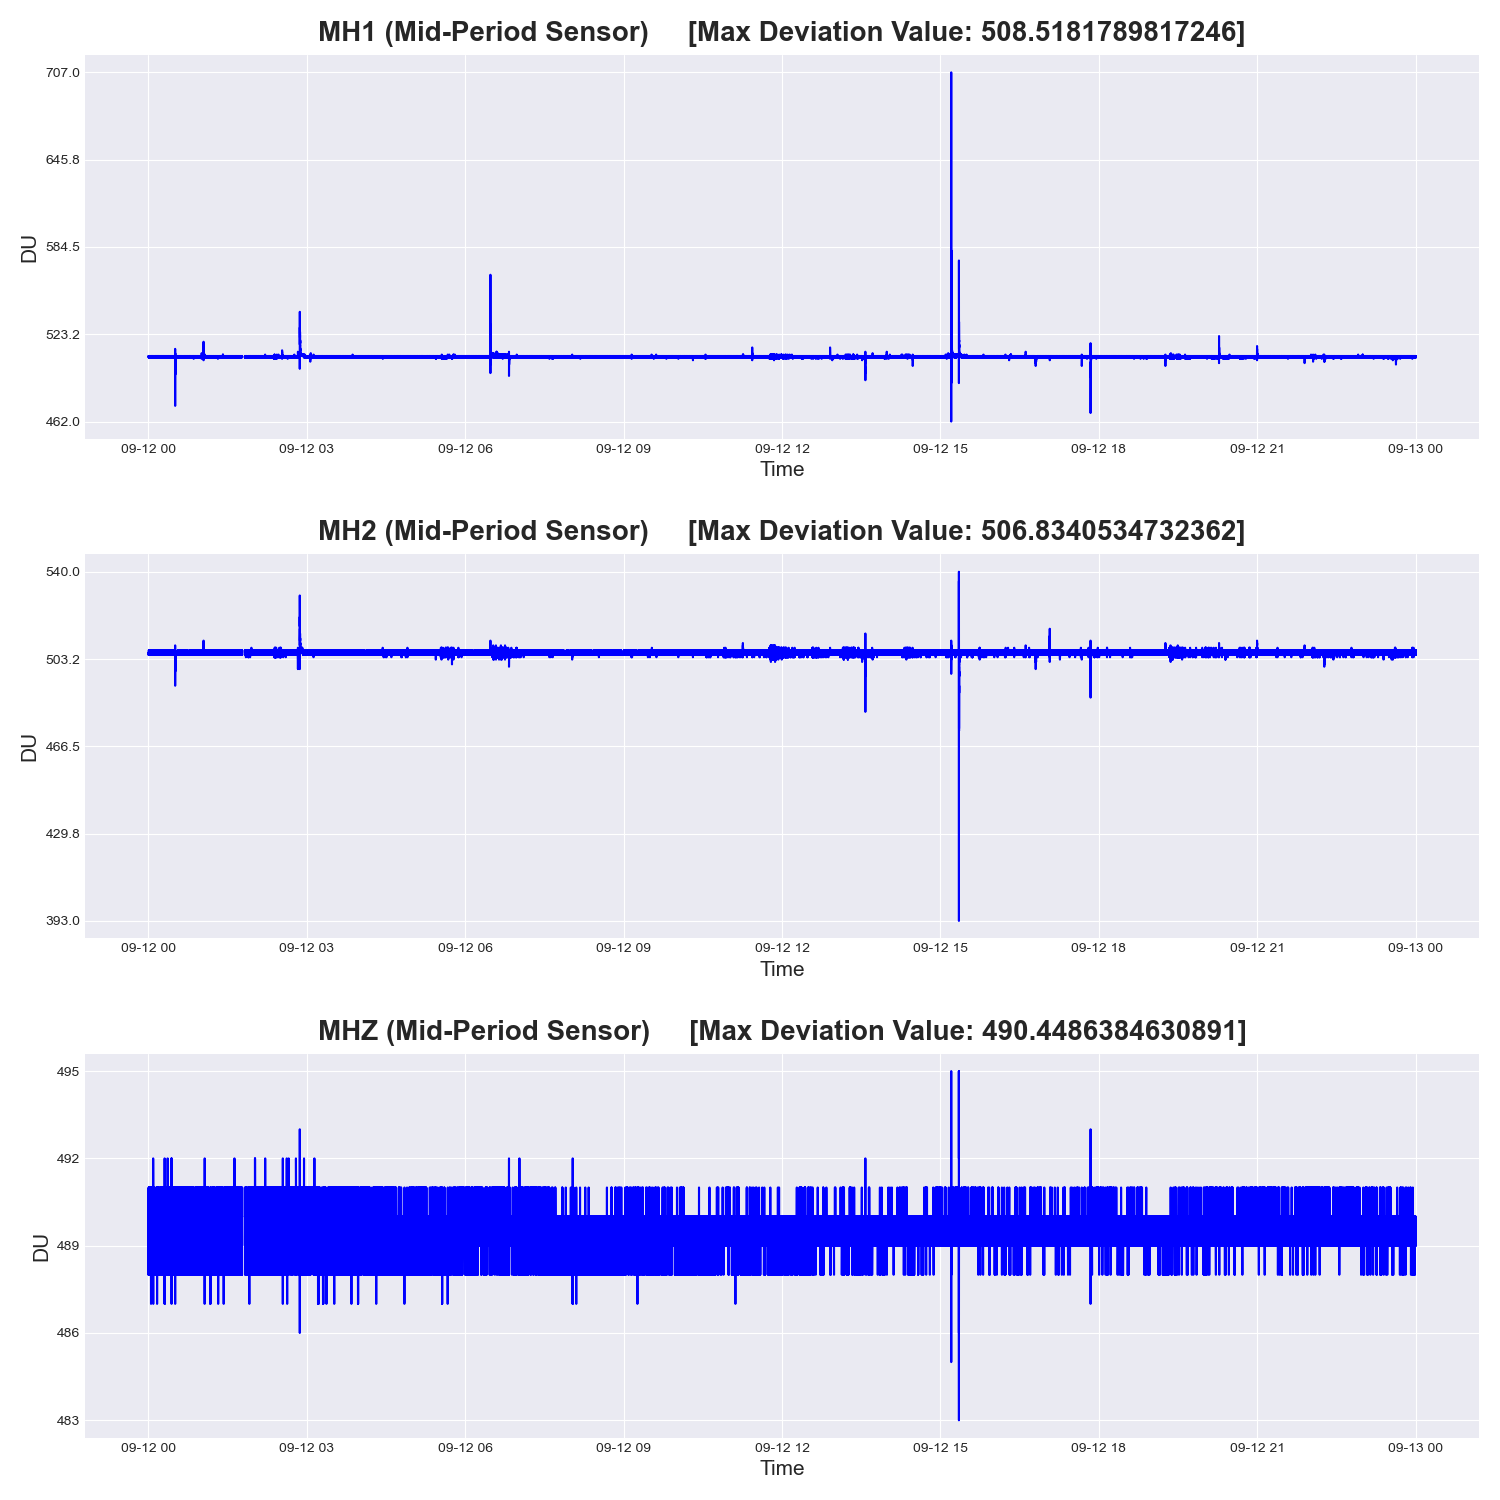 MH1 (Mid-Period Sensor) [Max Deviation Value: 508.5181789817246]
707.0
645.8
584.5
523.2
462.0
DU
09-12 00 09-12 03 09-12 06 09-12 09 09-12 12 09-12 15 09-12 18 09-12 21 09-13 00
Time
MH2 (Mid-Period Sensor) [Max Deviation Value: 506.8340534732362]
540.0
503.2
466.5
429.8
393.0
DU
09-12 00 09-12 03 09-12 06 09-12 09 09-12 12 09-12 15 09-12 18 09-12 21 09-13 00
Time
MHZ (Mid-Period Sensor) [Max Deviation Value: 490.4486384630891]
495
492
489
486
483
DU
09-12 00 09-12 03 09-12 06 09-12 09 09-12 12 09-12 15 09-12 18 09-12 21 09-13 00
Time